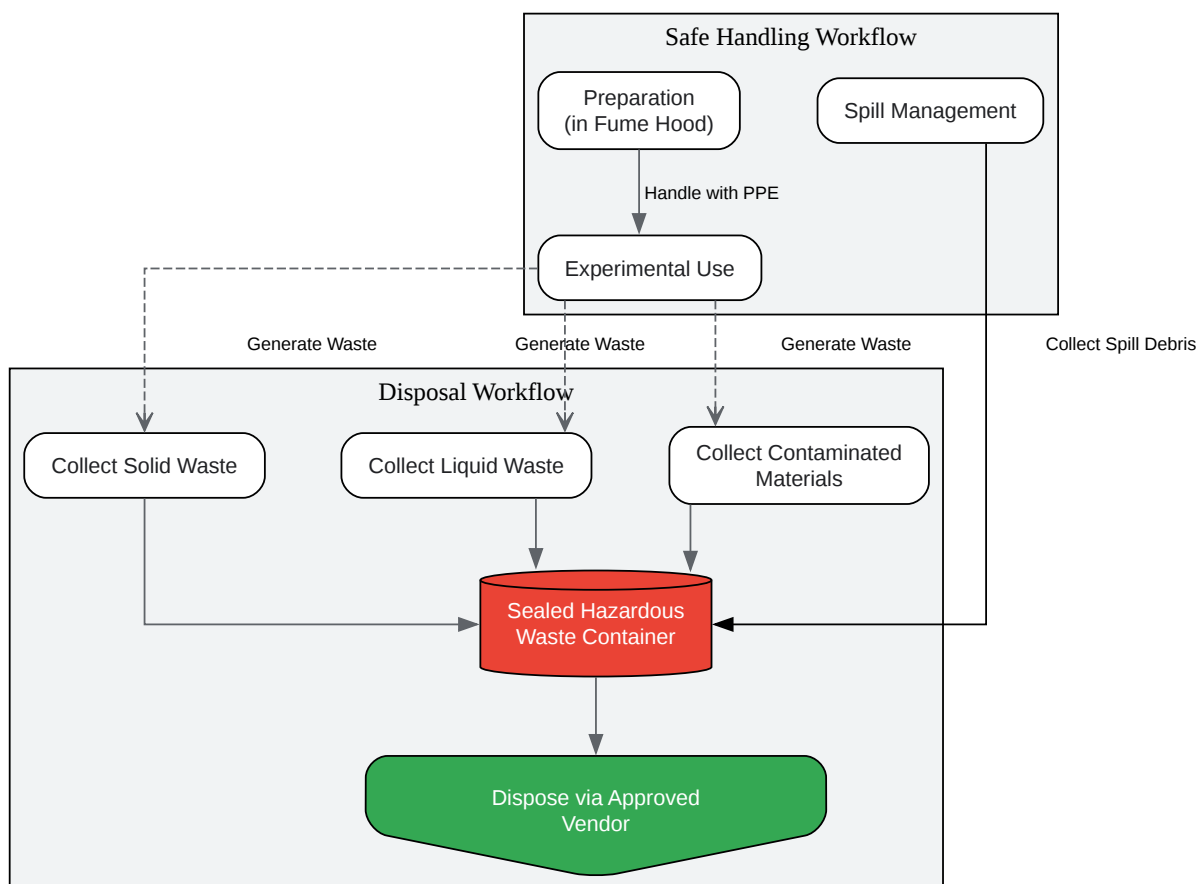 Safe Handling Workflow
Preparation
(in Fume Hood)
Spill Management
Handle with PPE
Experimental Use
Generate Waste
Generate Waste
Generate Waste
Collect Spill Debris
Disposal Workflow
Collect Solid Waste
Collect Liquid Waste
Collect Contaminated
Materials
Sealed Hazardous
Waste Container
Dispose via Approved
Vendor